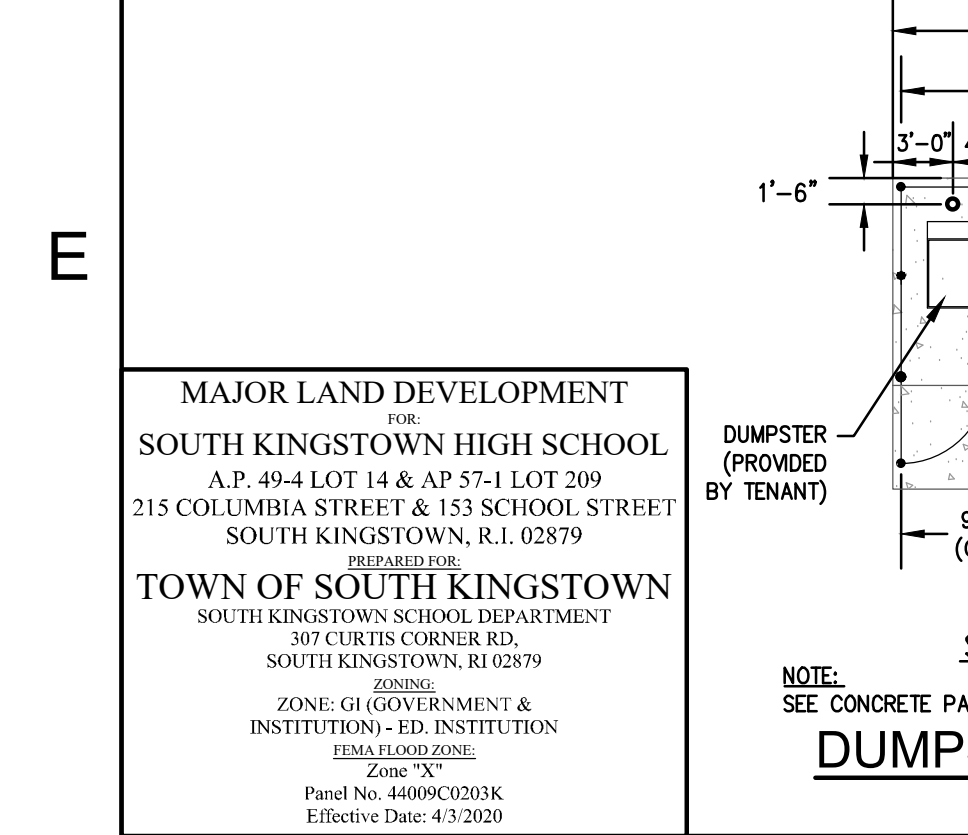 E
MAJOR LAND DEVELOPMENT
FOR:
SOUTH KINGSTOWN HIGH SCHOOL
A.P. 49-4 LOT 14 & AP 57-1 LOT 209
215 COLUMBIA STREET & 153 SCHOOL STREET
SOUTH KINGSTOWN, R.I. 02879
PREPARED FOR:
TOWN OF SOUTH KINGSTOWN
SOUTH KINGSTOWN SCHOOL DEPARTMENT
307 CURTIS CORNER RD,
SOUTH KINGSTOWN, RI 02879
ZONING:
ZONE: GI (GOVERNMENT &
INSTITUTION) - ED. INSTITUTION
FEMA FLOOD ZONE:
Zone "X"
Panel No. 44009C0203K
Effective Date: 4/3/2020
3'-0"
1'-6"
DUMPSTER
(PROVIDED
BY TENANT)
NOTE:
SEE CONCRETE PA
DUMP